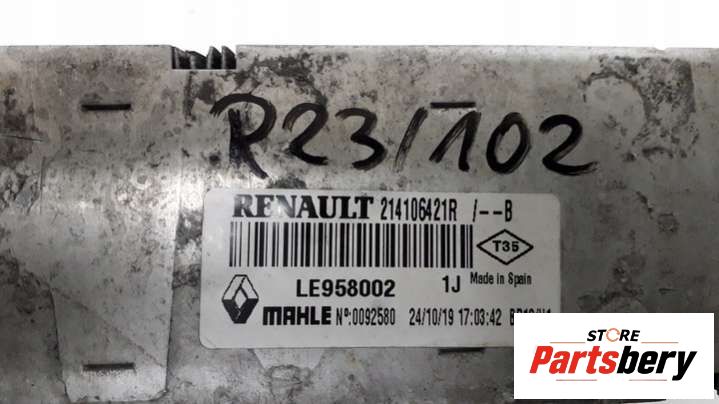 R23/102
RENAULT 214106421R /--B
T35
LE958002 1J Made in Spain
MAHLE Nº:0092580 24/10/19 17:03:42
STORE
Partsbery